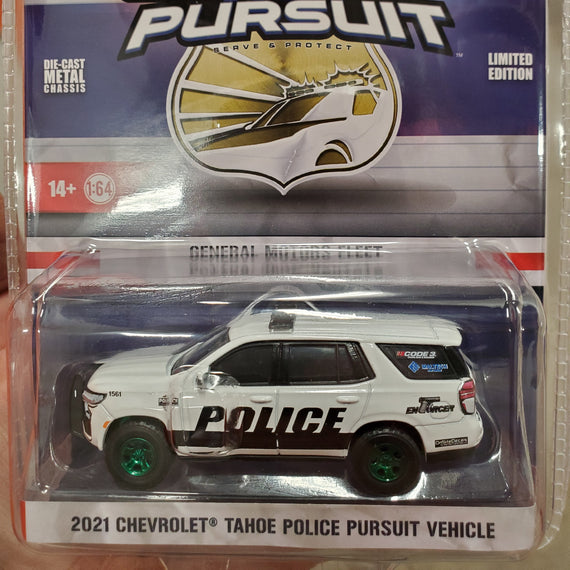 PURSUIT
SERVE & PROTECT
™
DIE-CAST
METAL
CHASSIS
LIMITED
EDITION
14+ 1:64
GENERAL MOTORS FLEET
CODE 3
1561
POLICE
ENFORCER
2021 CHEVROLET® TAHOE POLICE PURSUIT VEHICLE